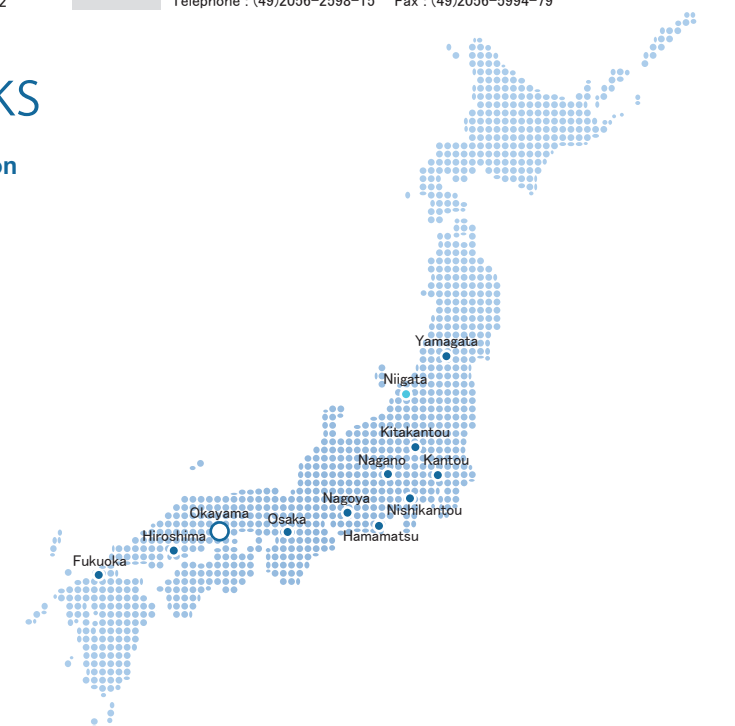 2
Telephone : (49)2056-2598-15 Fax : (49)2056-5994-79
KS
on
Yamagata
Niigata
Kitakantou
Nagano
Kantou
Nagoya
Nishikantou
Okayama
Osaka
Hamamatsu
Hiroshima
Fukuoka